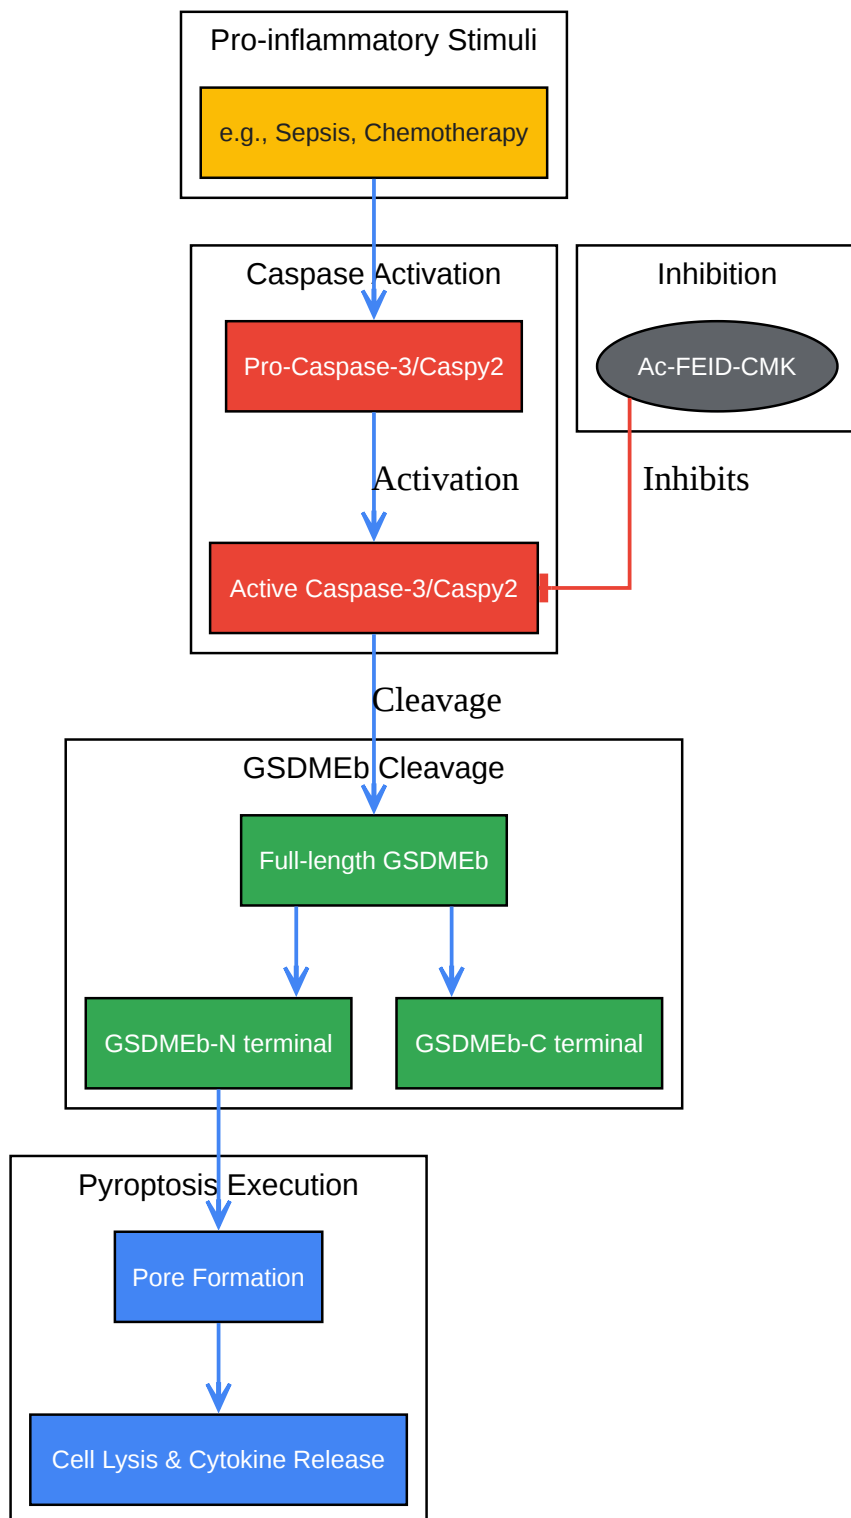 Pro-inflammatory Stimuli
e.g., Sepsis, Chemotherapy
Caspase Activation
Inhibition
Pro-Caspase-3/Caspy2
Ac-FEID-CMK
Activation
Inhibits
Active Caspase-3/Caspy2
Cleavage
GSDMEb Cleavage
Full-length GSDMEb
GSDMEb-N terminal
GSDMEb-C terminal
Pyroptosis Execution
Pore Formation
Cell Lysis & Cytokine Release